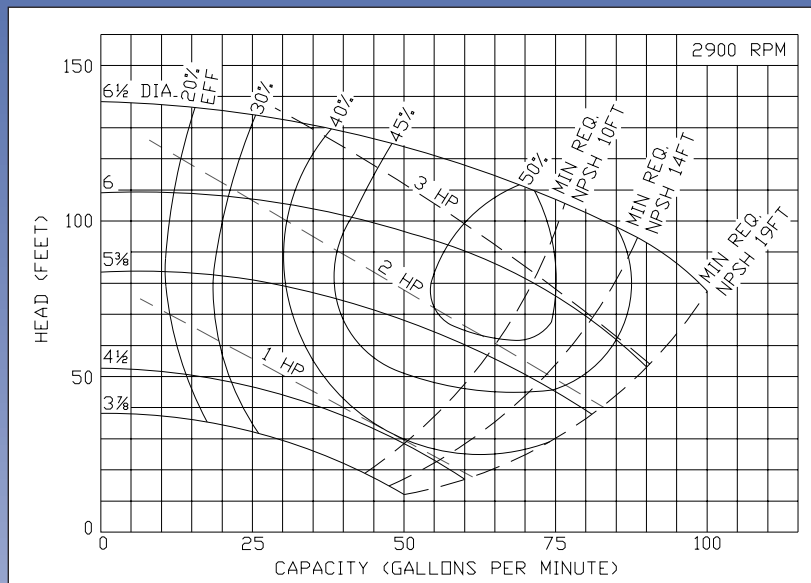 2900 RPM
150
6½ DIA.
20% EFF
30%
40%
45%
50%
MIN REQ. NPSH 10FT
MIN REQ. NPSH 14FT
MIN REQ. NPSH 19FT
3 HP
2 HP
1 HP
6
5⅜
4½
3⅞
100
50
0
HEAD (FEET)
0
25
50
75
100
CAPACITY (GALLONS PER MINUTE)